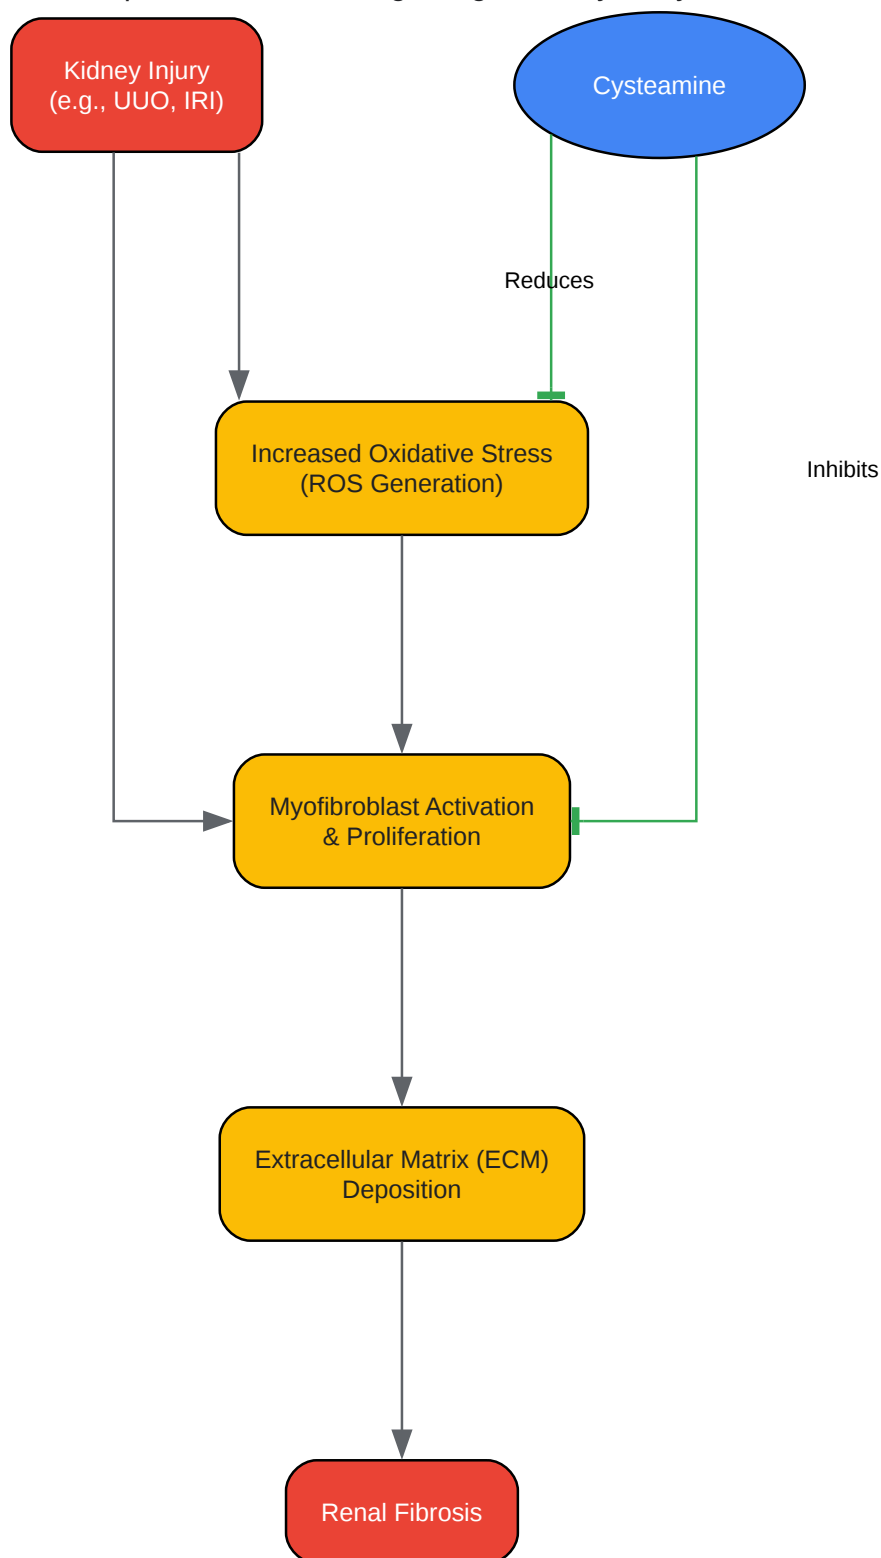 Kidney Injury
(e.g., UUO, IRI)
Cysteamine
Reduces
Increased Oxidative Stress
(ROS Generation)
Inhibits
Myofibroblast Activation
& Proliferation
Extracellular Matrix (ECM)
Deposition
Renal Fibrosis